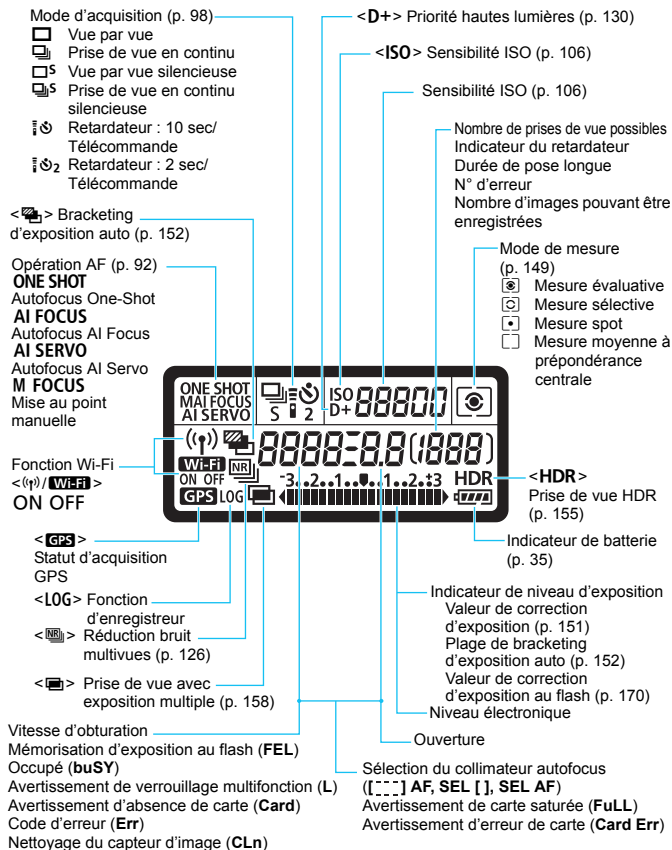 Mode d'acquisition (p. 98)
Vue par vue
Prise de vue en continu
S Vue par vue silencieuse
S Prise de vue en continu
silencieuse
Retardateur : 10 sec/
Télécommande
2 Retardateur : 2 sec/
Télécommande
<D+> Priorité hautes lumières (p. 130)
<ISO> Sensibilité ISO (p. 106)
Sensibilité ISO (p. 106)
Nombre de prises de vue possibles
Indicateur du retardateur
Durée de pose longue
N° d'erreur
Nombre d'images pouvant être
enregistrées
< > Bracketing
d'exposition auto (p. 152)
Opération AF (p. 92)
ONE SHOT
Autofocus One-Shot
AI FOCUS
Autofocus AI Focus
AI SERVO
Autofocus AI Servo
M FOCUS
Mise au point
manuelle
Mode de mesure
(p. 149)
Mesure évaluative
Mesure sélective
Mesure spot
Mesure moyenne à
prépondérance
centrale
ONE SHOT
MAI FOCUS
AI SERVO
S 2
ISO
D+
88800
Wi-Fi
ON OFF
GPS LOG
NR
8888-8.8(1888)
-3..2..1..0..1..2.+3
HDR
Fonction Wi-Fi
< / Wi-Fi >
ON OFF
<HDR>
Prise de vue HDR
(p. 155)
Indicateur de batterie
(p. 35)
<GPS>
Statut d'acquisition
GPS
<LOG> Fonction
d'enregistreur
<NR> Réduction bruit
multivues (p. 126)
< > Prise de vue avec
exposition multiple (p. 158)
Indicateur de niveau d'exposition
Valeur de correction
d'exposition (p. 151)
Plage de bracketing
d'exposition auto (p. 152)
Valeur de correction
d'exposition au flash (p. 170)
Niveau électronique
Vitesse d'obturation
Mémorisation d'exposition au flash (FEL)
Occupé (buSY)
Avertissement de verrouillage multifonction (L)
Avertissement d'absence de carte (Card)
Code d'erreur (Err)
Nettoyage du capteur d'image (CLn)
Ouverture
Sélection du collimateur autofocus
([---] AF, SEL [ ], SEL AF)
Avertissement de carte saturée (FuLL)
Avertissement d'erreur de carte (Card Err)